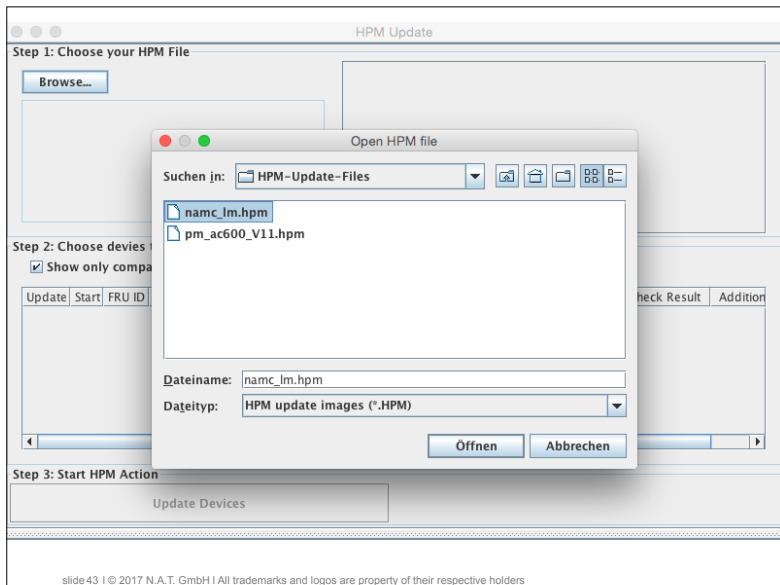 HPM Update
Step 1: Choose your HPM File
Browse...
Open HPM file
Suchen in: HPM-Update-Files
namc_lm.hpm
pm_ac600_V11.hpm
Step 2: Choose devies
Show only compa
Update Start FRU ID heck Result Addition
Dateiname: namc_lm.hpm
Dateityp: HPM update images (*.HPM)
Öffnen Abbrechen
Step 3: Start HPM Action
Update Devices
slide 43 | © 2017 N.A.T. GmbH | All trademarks and logos are property of their respective holders